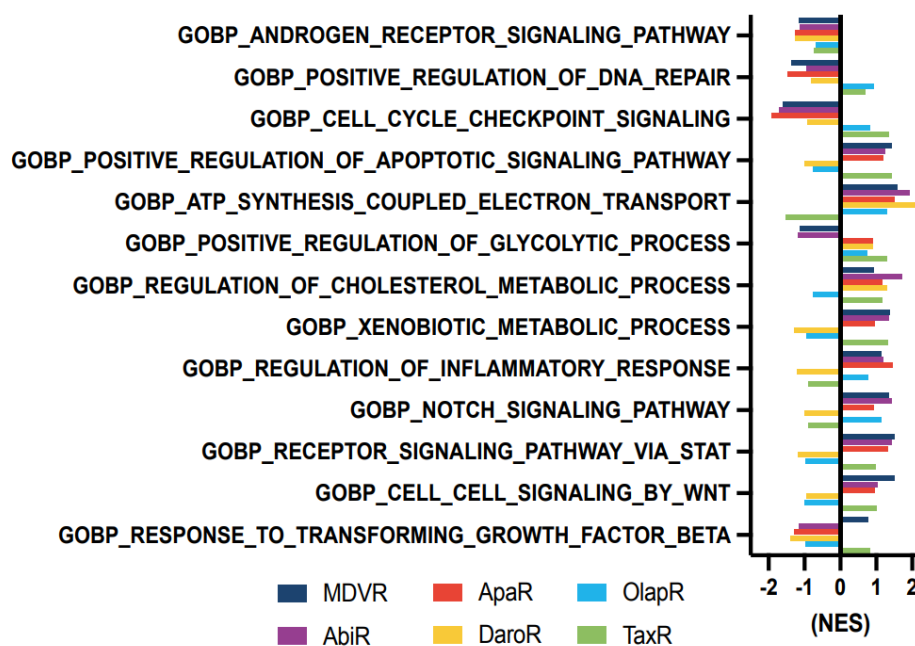 GOBP_ANDROGEN_RECEPTOR_SIGNALING_PATHWAY
GOBP_POSITIVE_REGULATION_OF_DNA_REPAIR
GOBP_CELL_CYCLE_CHECKPOINT_SIGNALING
GOBP_POSITIVE_REGULATION_OF_APOPTOTIC_SIGNALING_PATHWAY
GOBP_ATP_SYNTHESIS_COUPLED_ELECTRON_TRANSPORT
GOBP_POSITIVE_REGULATION_OF_GLYCOLYTIC_PROCESS
GOBP_REGULATION_OF_CHOLESTEROL_METABOLIC_PROCESS
GOBP_XENOBIOTIC_METABOLIC_PROCESS
GOBP_REGULATION_OF_INFLAMMATORY_RESPONSE
GOBP_NOTCH_SIGNALING_PATHWAY
GOBP_RECEPTOR_SIGNALING_PATHWAY_VIA_STAT
GOBP_CELL_CELL_SIGNALING_BY_WNT
GOBP_RESPONSE_TO_TRANSFORMING_GROWTH_FACTOR_BETA
-2 -1 0 1 2
(NES)
MDVR ApaR OlapR
AbiR DaroR TaxR